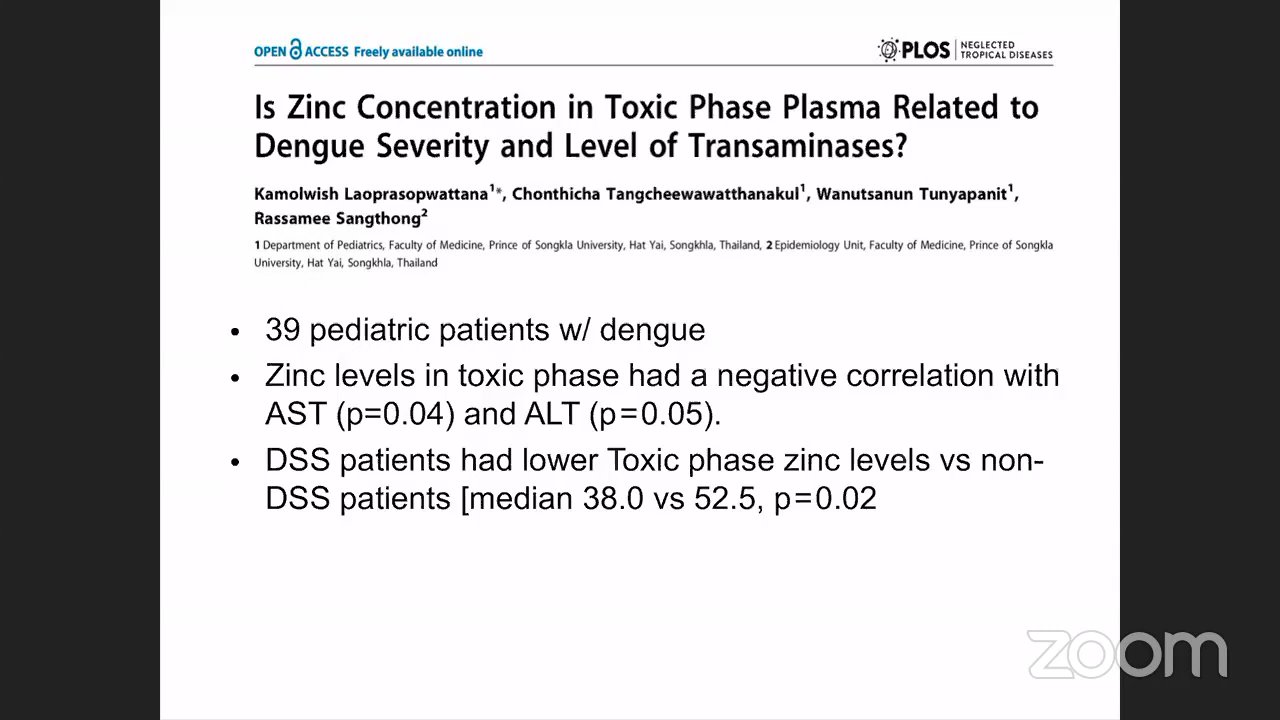 OPEN ACCESS Freely available online
PLOS | NEGLECTED
TROPICAL DISEASES
Is Zinc Concentration in Toxic Phase Plasma Related to
Dengue Severity and Level of Transaminases?
Kamolwish Laoprasopwattana1*, Chonthicha Tangcheewawatthanakul1, Wanutsanun Tunyapanit1,
Rassamee Sangthong2
1 Department of Pediatrics, Faculty of Medicine, Prince of Songkla University, Hat Yai, Songkhla, Thailand, 2 Epidemiology Unit, Faculty of Medicine, Prince of Songkla
University, Hat Yai, Songkhla, Thailand
• 39 pediatric patients w/ dengue
• Zinc levels in toxic phase had a negative correlation with
AST (p=0.04) and ALT (p=0.05).
• DSS patients had lower Toxic phase zinc levels vs non-
DSS patients [median 38.0 vs 52.5, p=0.02
zoom